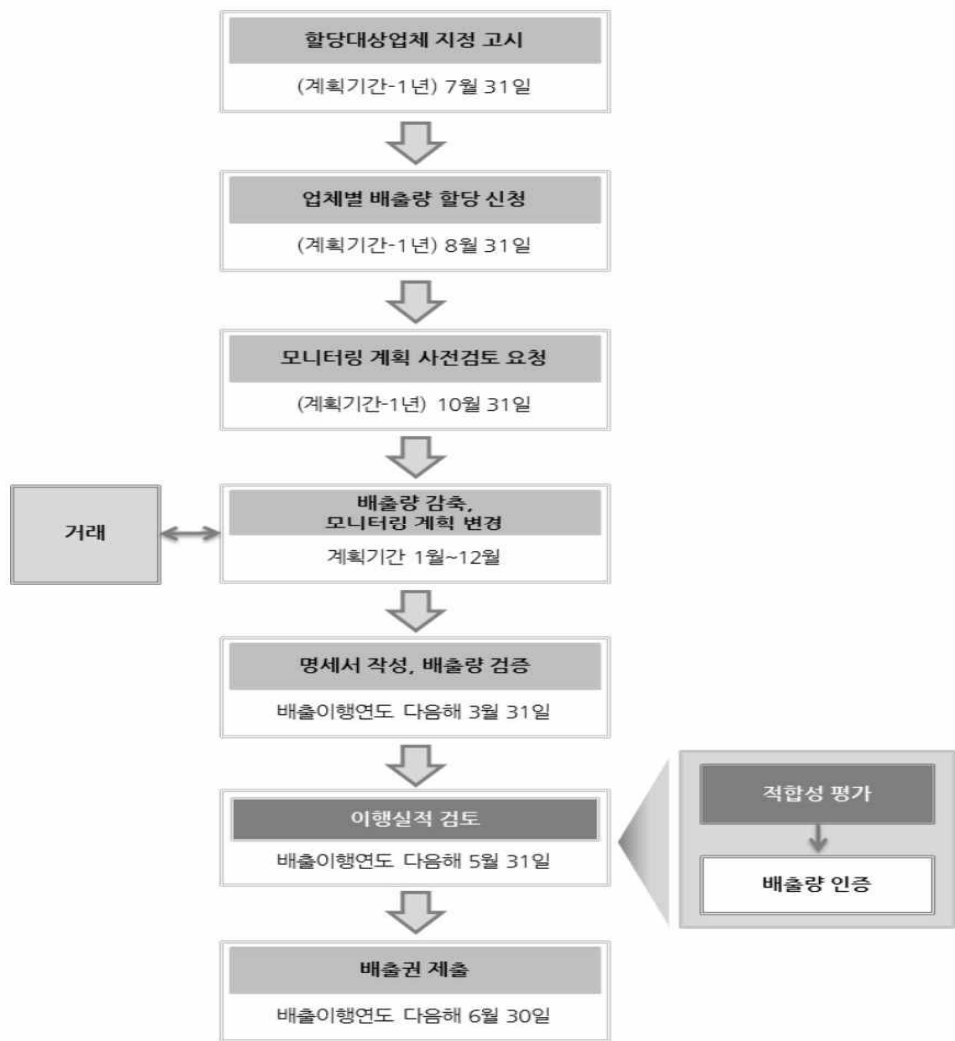 할당대상업체 지정 고시
(계획기간-1년) 7월 31일
업체별 배출량 할당 신청
(계획기간-1년) 8월 31일
모니터링 계획 사전검토 요청
(계획기간-1년) 10월 31일
거래
배출량 감축,
모니터링 계획 변경
계획기간 1월~12월
명세서 작성, 배출량 검증
배출이행연도 다음해 3월 31일
이행실적 검토
배출이행연도 다음해 5월 31일
적합성 평가
배출량 인증
배출권 제출
배출이행연도 다음해 6월 30일